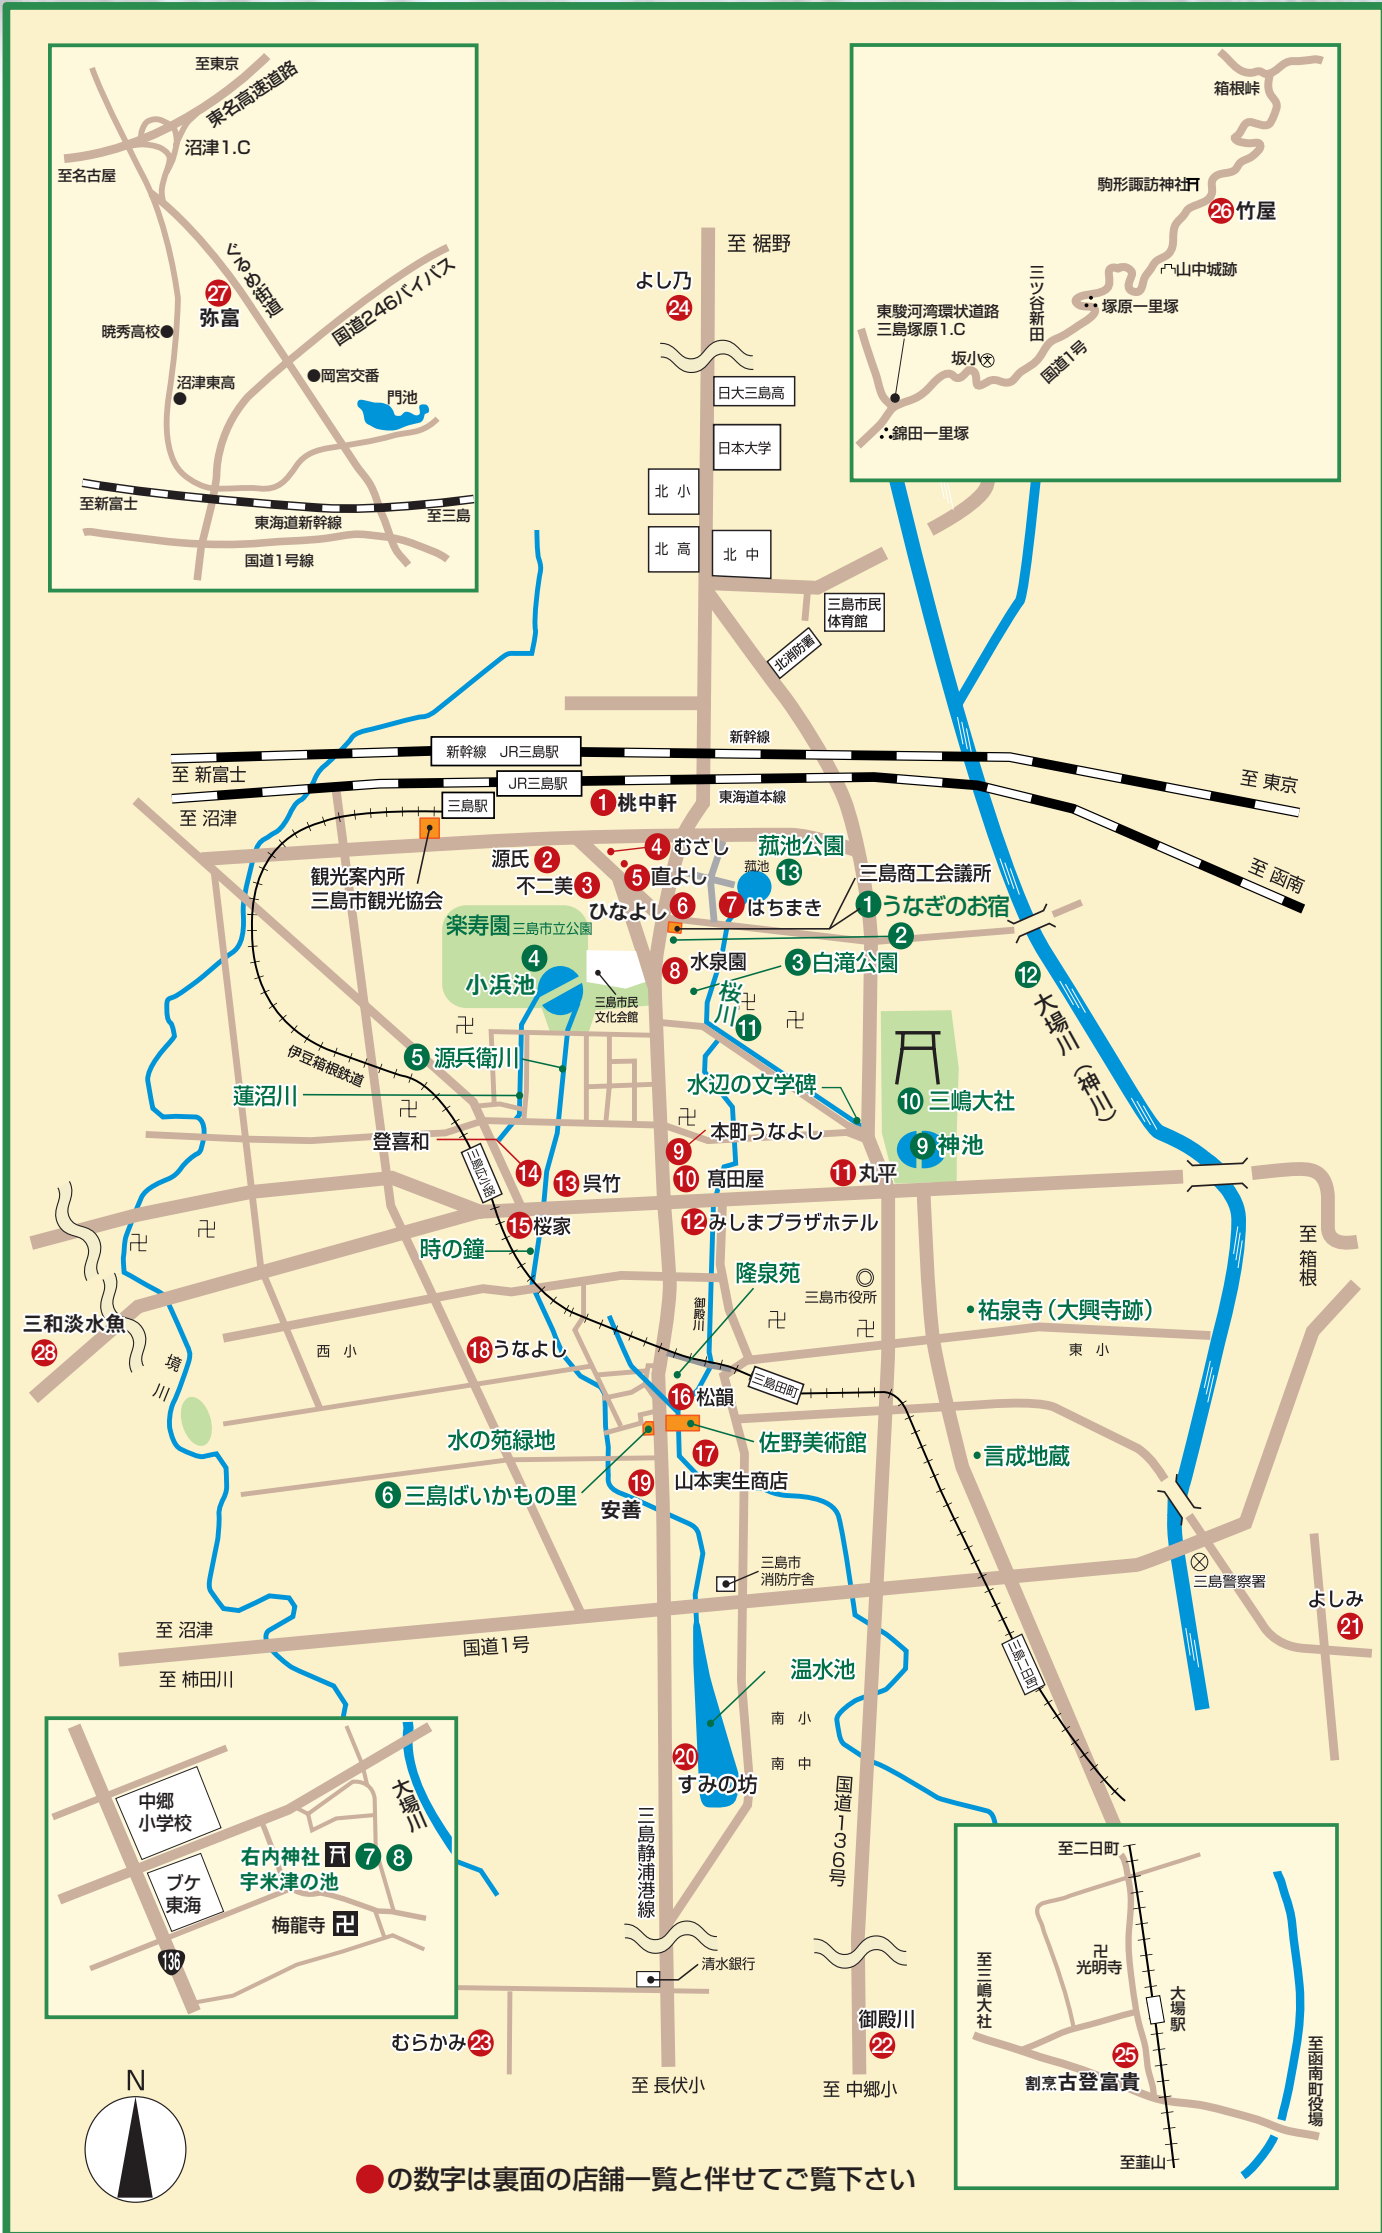 至東京
東名高速道路
沼津1.C
至名古屋
ぐるめ街道
27
弥富
国道246バイパス
暁秀高校
岡宮交番
沼津東高
門池
至新富士
東海道新幹線
至三島
国道1号線
箱根峠
駒形諏訪神社
26 竹屋
山中城跡
三ツ谷新田
塚原一里塚
東駿河湾環状道路
三島塚原1.C
坂小
文
国道1号
錦田一里塚
至 裾野
よし乃
24
日大三島高
日本大学
北 小
北 高
北 中
三島市民
体育館
北消防署
新幹線
新幹線 JR三島駅
至 新富士
JR三島駅
至 東京
至 沼津
三島駅
1 桃中軒
東海道本線
至 函南
観光案内所
三島市観光協会
源氏 2
不二美 3
4 むさし
5 直よし
ひなよし 6
菰池公園
菰池
13
7 はちまき
三島商工会議所
1 うなぎのお宿
2
楽寿園 三島市立公園
4
小浜池
三島市民
文化会館
8 水泉園
3 白滝公園
桜川
11
12
大場川(神川)
伊豆箱根鉄道
5 源兵衛川
蓮沼川
水辺の文学碑
10 三嶋大社
9 神池
登喜和
14
三島広小路
本町うなよし
9
10 髙田屋
11 丸平
13 呉竹
15 桜家
12 みしまプラザホテル
時の鐘
隆泉苑
三島市役所
御殿川
至 箱根
祐泉寺(大興寺跡)
東 小
三和淡水魚
28
境川
西 小
18 うなよし
三島田町
16 松韻
佐野美術館
水の苑緑地
17
山本実生商店
言成地蔵
6 三島ばいかもの里
19
安善
三島市
消防庁舎
三島警察署
よしみ
21
至 沼津
国道1号
至 柿田川
三島二日町
温水池
南 小
南 中
20
すみの坊
国道136号
三島静浦港線
中郷
小学校
大場川
右内神社 7 8
宇米津の池
ブケ
東海
梅龍寺
136
清水銀行
むらかみ 23
御殿川
22
至 長伏小
至 中郷小
至二日町
光明寺
至三嶋大社
大場駅
25
割烹古登富貴
至函南町役場
至韮山
N
の数字は裏面の店舗一覧と併せてご覧下さい